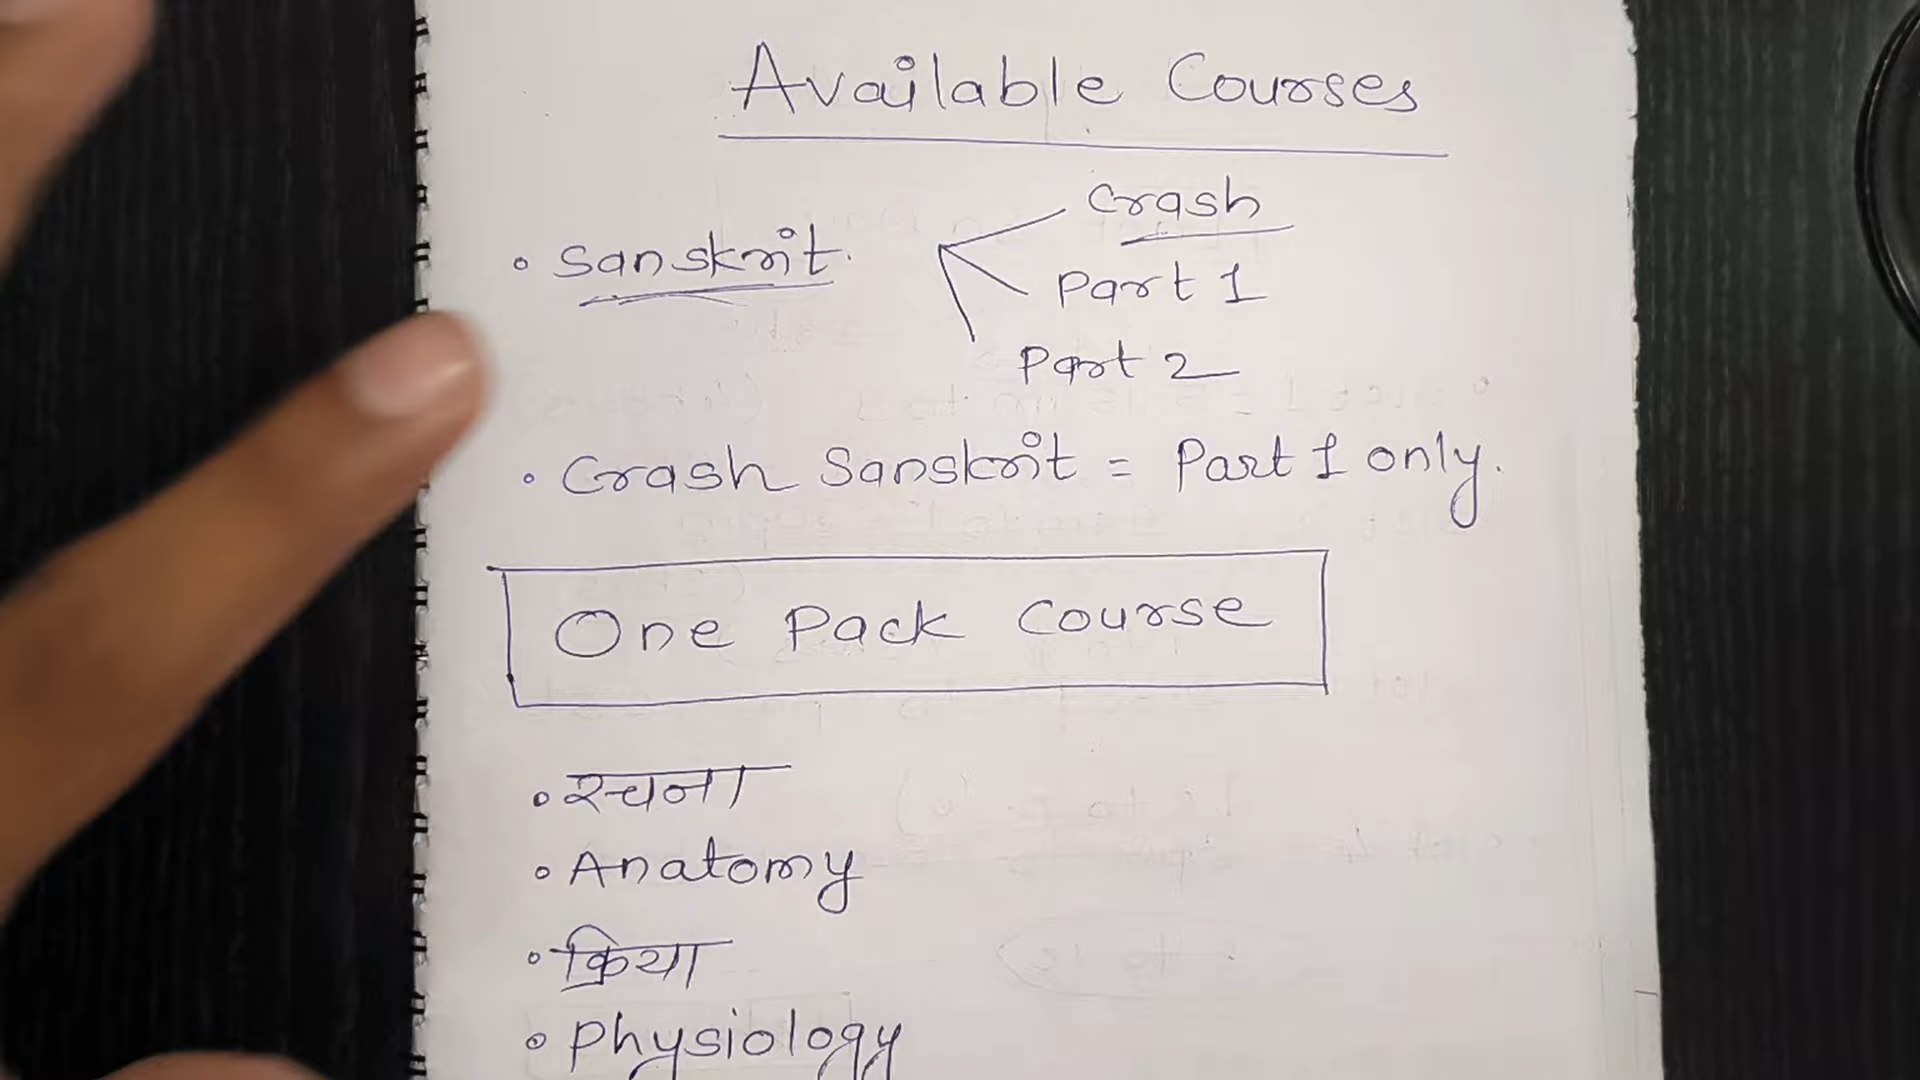 Available Courses
• Sanskrit.
Crash
Part 1
Part 2
• Crash Sanskrit = Part 1 only.
One Pack Course
• रचना
• Anatomy
• क्रिया
• Physiology